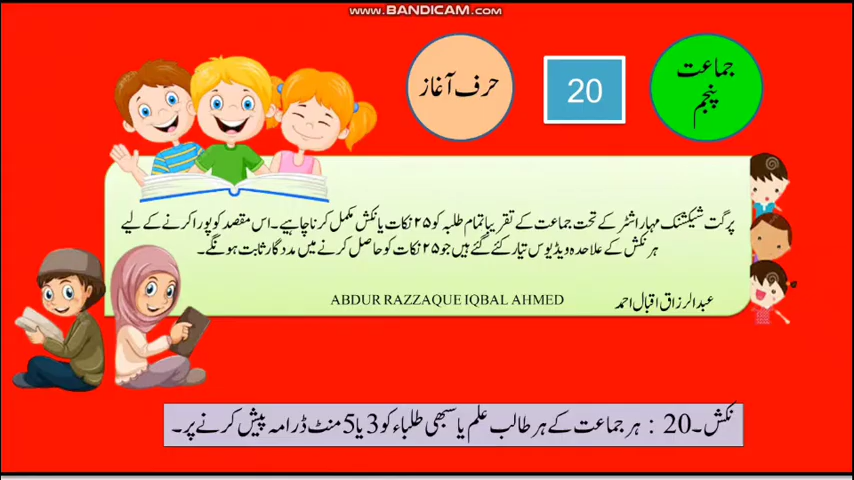 www.BANDICAM.com
جماعت
پنجم
20
حرف آغاز
پرگت شیکشنک مہاراشٹر کے تحت جماعت کے تقریباتمام طلبہ کو ۲۵ نکات یا نکش مکمل کرنا چاہیے۔ اس مقصد کو پورا کرنے کے لیے
ہر نکش کے علاحدہ ویڈیوس تیار کئے گئے ہیں جو ۲۵ نکات کو حاصل کرنے میں مددگار ثابت ہونگے۔
عبدالرزاق اقبال احمد
ABDUR RAZZAQUE IQBAL AHMED
نکش۔20 : ہر جماعت کے ہر طالب علم یا سبھی طلباء کو 3 یا 5 منٹ ڈرامہ پیش کرنے پر۔